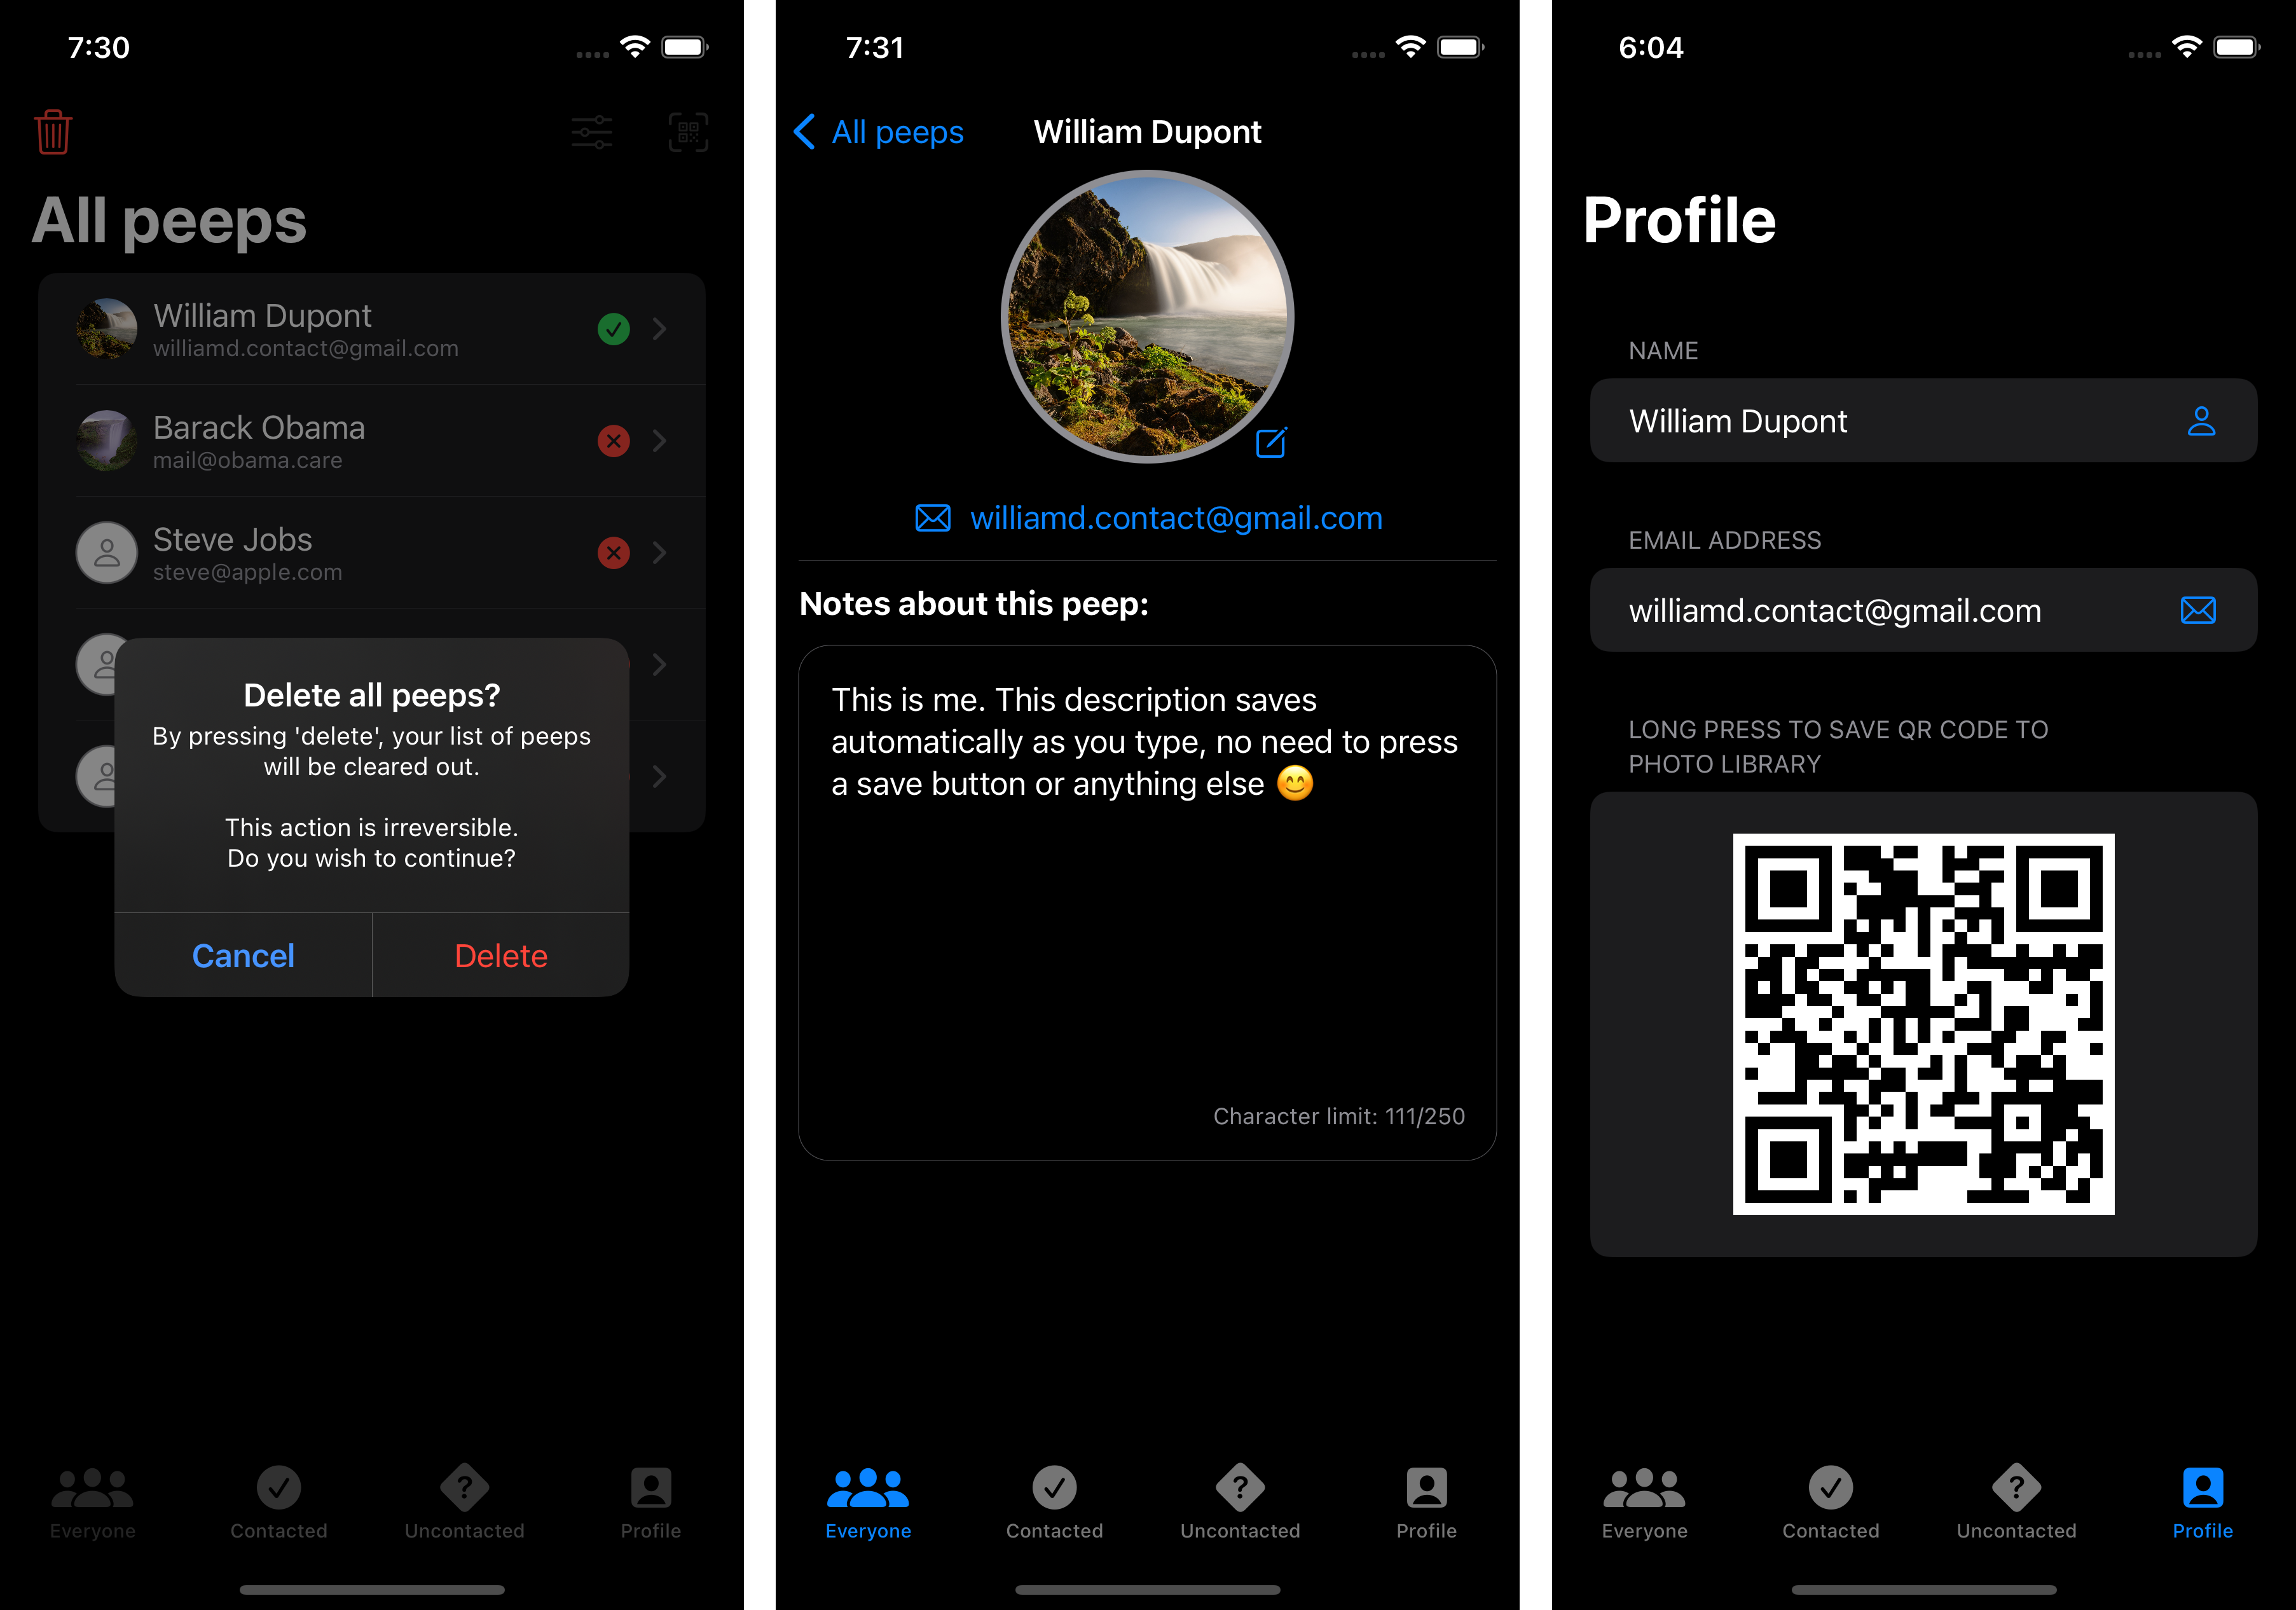 7:30
All peeps
William Dupont
williamd.contact@gmail.com
Barack Obama
mail@obama.care
Steve Jobs
steve@apple.com
Delete all peeps?
By pressing 'delete', your list of peeps
will be cleared out.
This action is irreversible.
Do you wish to continue?
Cancel
Delete
Everyone
Contacted
Uncontacted
Profile
7:31
All peeps
William Dupont
williamd.contact@gmail.com
Notes about this peep:
This is me. This description saves
automatically as you type, no need to press
a save button or anything else 😊
Character limit: 111/250
Everyone
Contacted
Uncontacted
Profile
6:04
Profile
NAME
William Dupont
EMAIL ADDRESS
williamd.contact@gmail.com
LONG PRESS TO SAVE QR CODE TO
PHOTO LIBRARY
Everyone
Contacted
Uncontacted
Profile